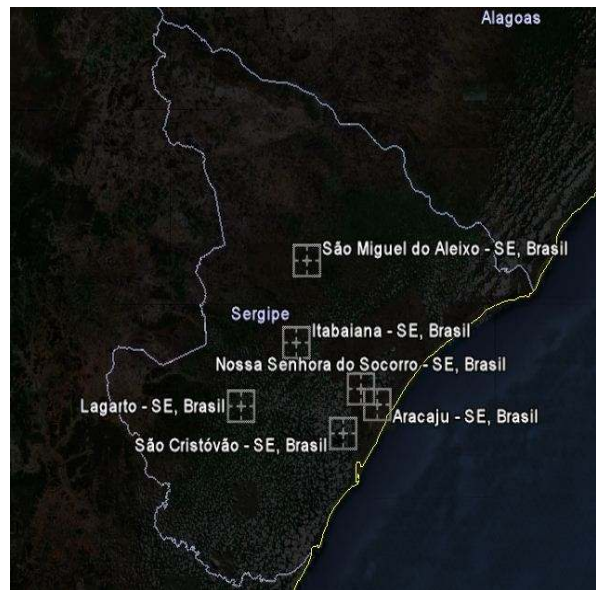 Alagoas
São Miguel do Aleixo - SE, Brasil
Sergipe
Itabaiana - SE, Brasil
Nossa Senhora do Socorro - SE, Brasil
Lagarto - SE, Brasil
Aracaju - SE, Brasil
São Cristóvão - SE, Brasil